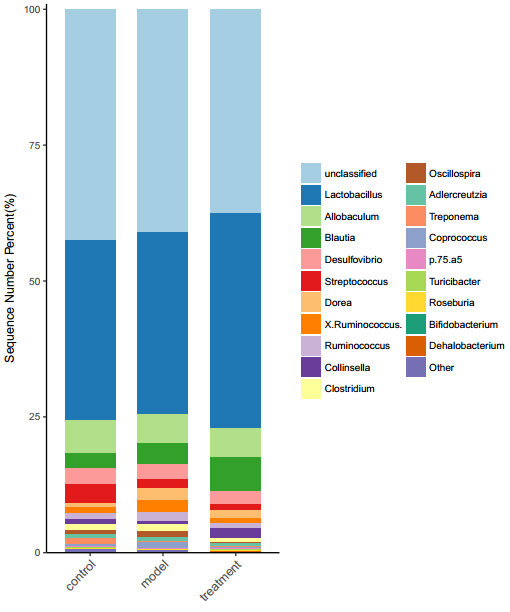 Sequence Number Percent(%)
100
75
50
25
0
control
model
treatment
unclassified
Lactobacillus
Allobaculum
Blautia
Desulfovibrio
Streptococcus
Dorea
X.Ruminococcus.
Ruminococcus
Collinsella
Clostridium
Oscillospira
Adlercreutzia
Treponema
Coprococcus
p.75.a5
Turicibacter
Roseburia
Bifidobacterium
Dehalobacterium
Other